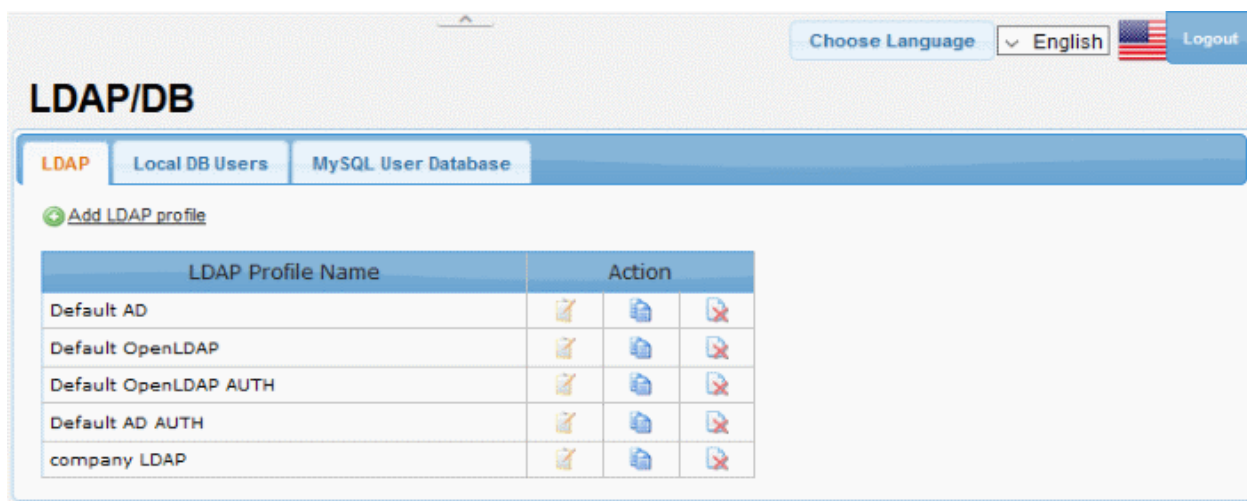 Choose Language English Logout
LDAP/DB
LDAP Local DB Users MySQL User Database
Add LDAP profile
LDAP Profile Name Action
Default AD
Default OpenLDAP
Default OpenLDAP AUTH
Default AD AUTH
company LDAP